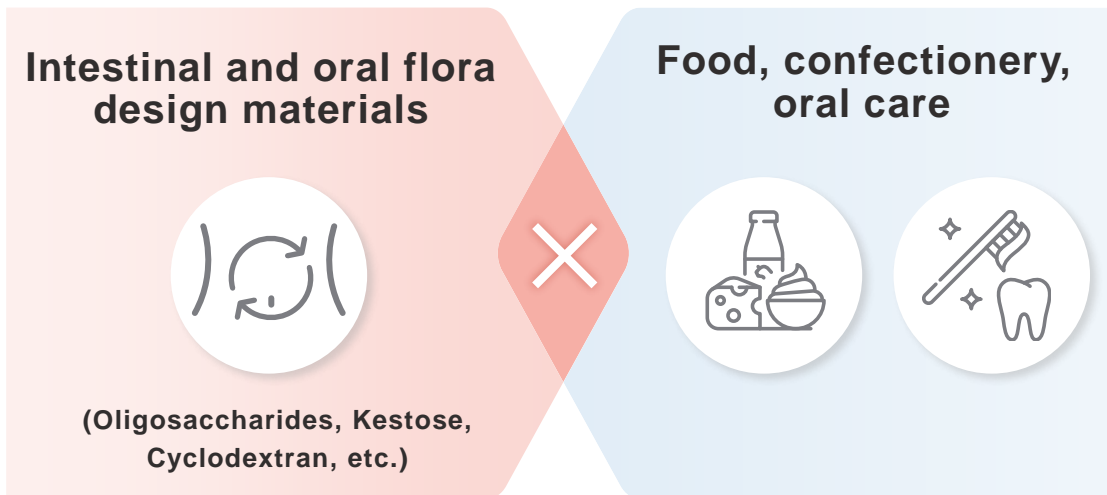 Intestinal and oral flora
design materials
(Oligosaccharides, Kestose,
Cyclodextran, etc.)
Food, confectionery,
oral care